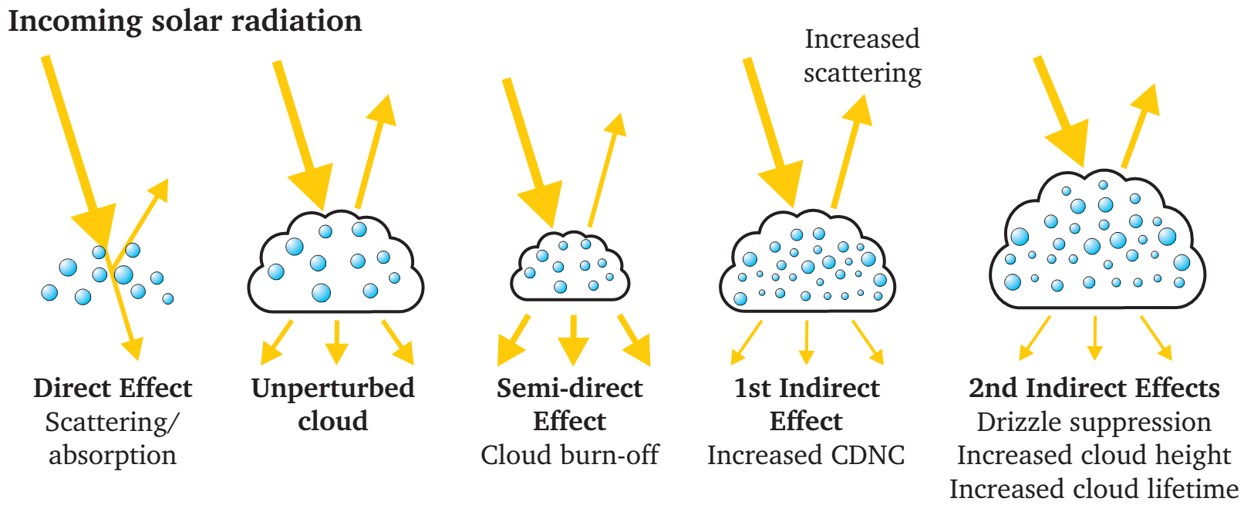 Incoming solar radiation
Increased
scattering
Direct Effect
Scattering/
absorption
Unperturbed
cloud
Semi-direct
Effect
Cloud burn-off
1st Indirect
Effect
Increased CDNC
2nd Indirect Effects
Drizzle suppression
Increased cloud height
Increased cloud lifetime